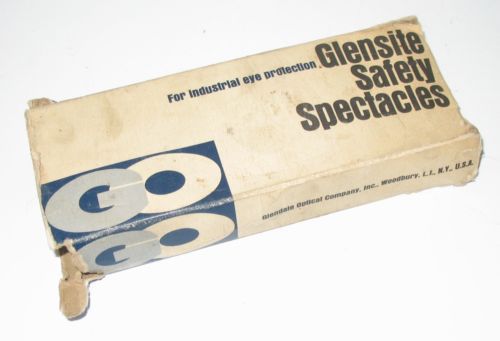 For industrial eye protection
Glensite
Safety
Spectacles
GO
GO
Glendale Optical Company, Inc., Woodbury, L.I., N.Y., U.S.A.